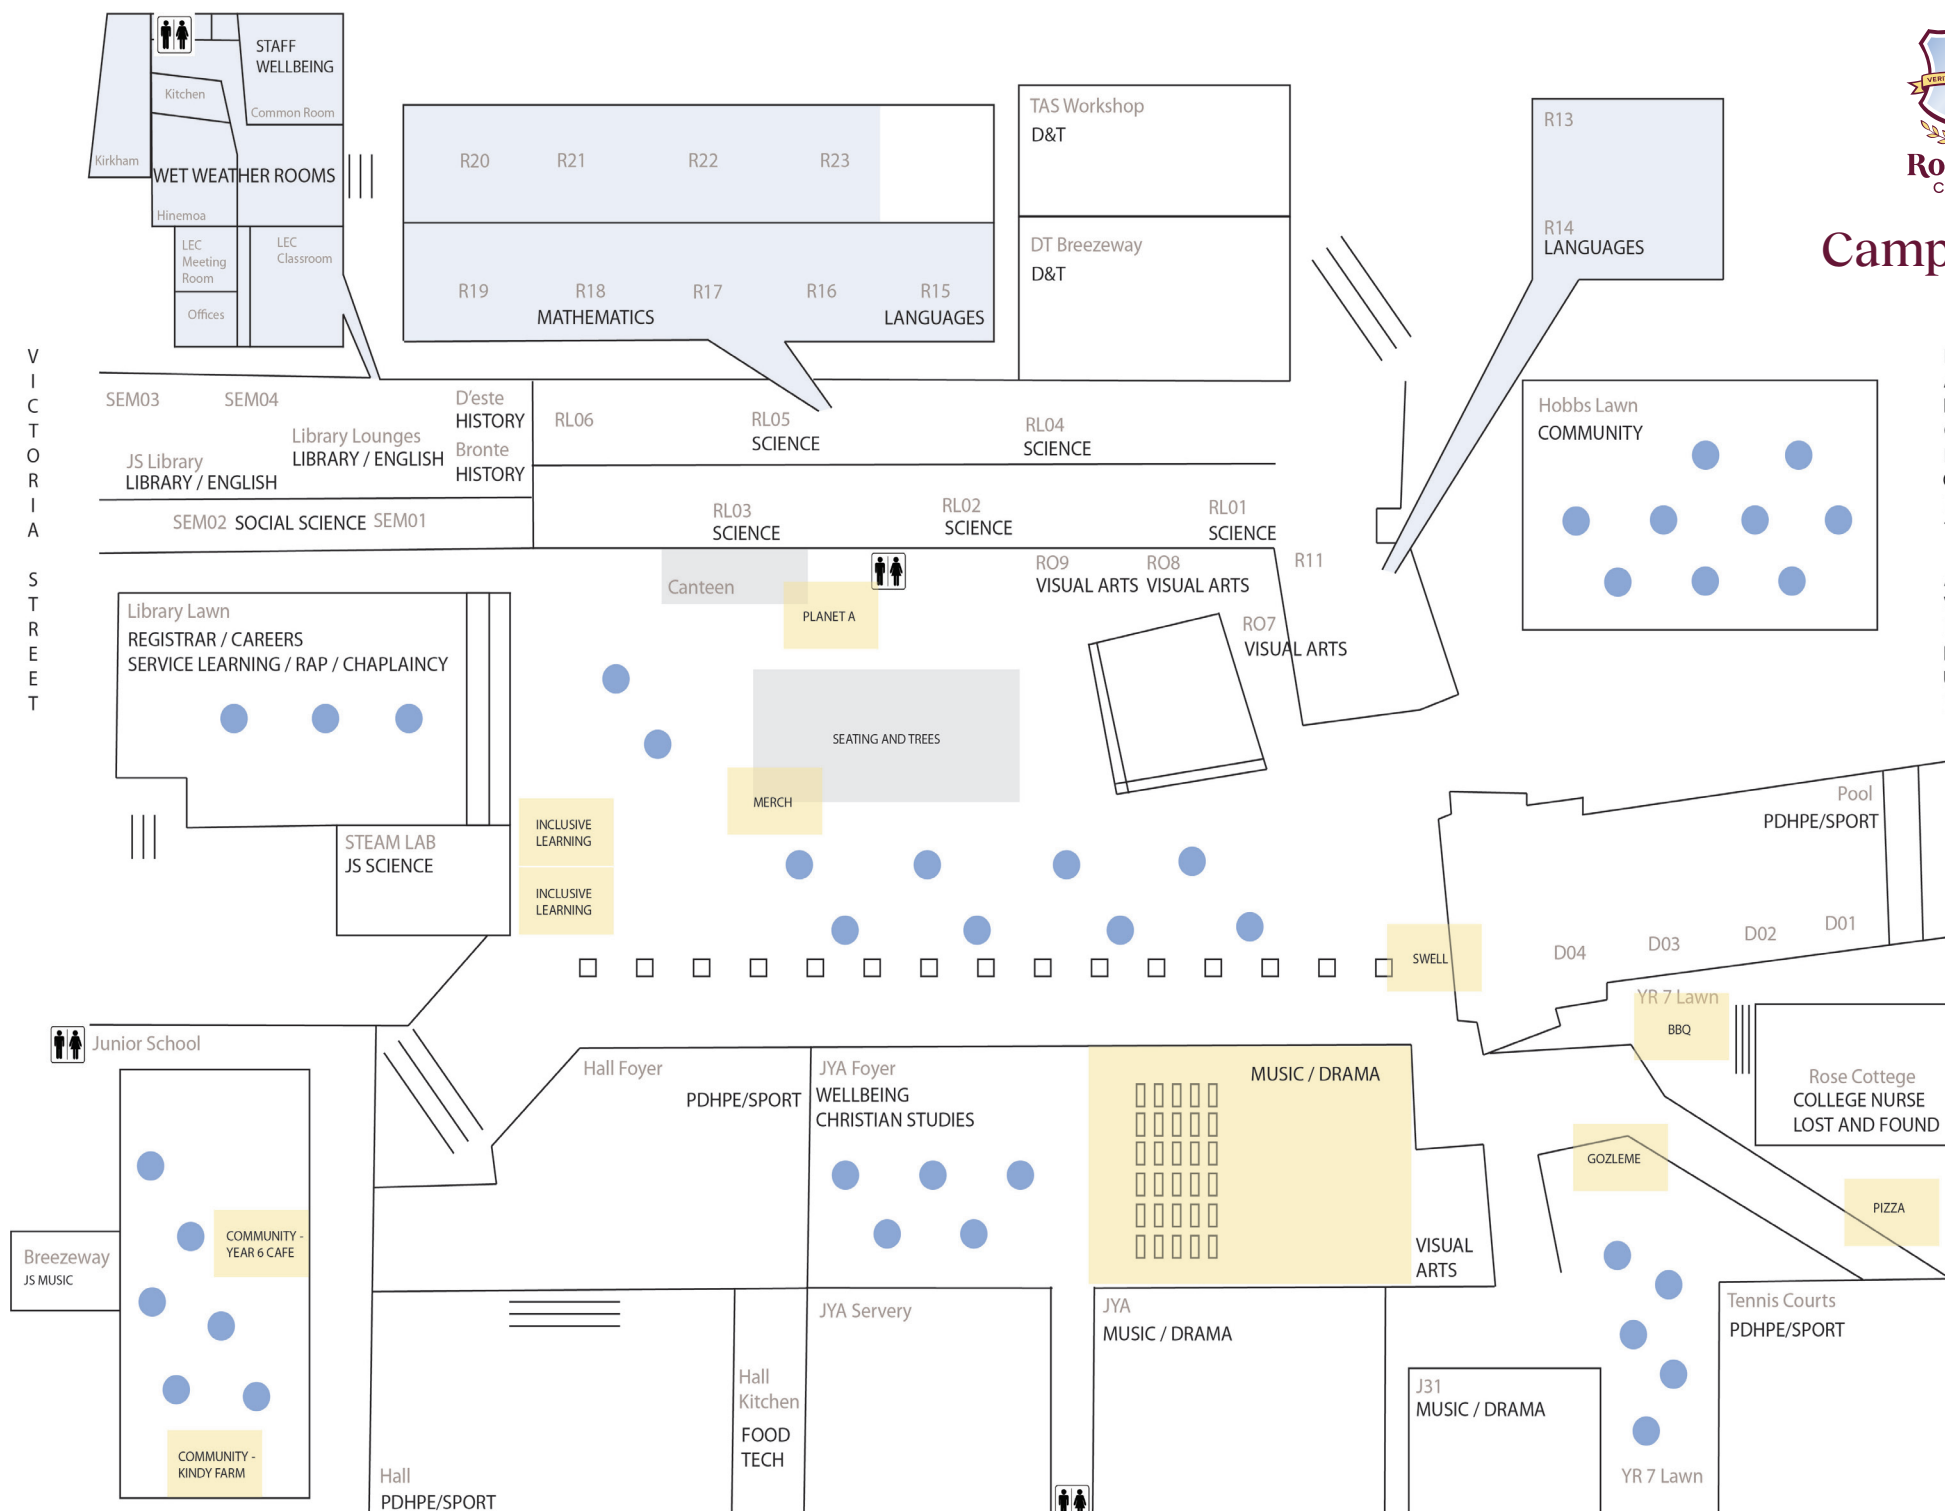 STAFF
WELLBEING
Kitchen
Common Room
Kirkham
WET WEATHER ROOMS
Hinemoa
LEC
Meeting
Room
LEC
Classroom
Offices
R20 R21 R22 R23
R19 R18 R17 R16 R15
MATHEMATICS LANGUAGES
TAS Workshop
D&T
DT Breezeway
D&T
R13
R14
LANGUAGES
VERI
Ro
C
Camp
VICTORIA STREET
SEM03 SEM04
D'este
HISTORY
Library Lounges
LIBRARY / ENGLISH
Bronte
HISTORY
JS Library
LIBRARY / ENGLISH
SEM02 SOCIAL SCIENCE SEM01
RL06
RL05
SCIENCE
RL04
SCIENCE
RL03
SCIENCE
RL02
SCIENCE
RL01
SCIENCE
Hobbs Lawn
COMMUNITY
Canteen
PLANET A
RO9
VISUAL ARTS
RO8
VISUAL ARTS
R11
RO7
VISUAL ARTS
Library Lawn
REGISTRAR / CAREERS
SERVICE LEARNING / RAP / CHAPLAINCY
SEATING AND TREES
MERCH
INCLUSIVE
LEARNING
INCLUSIVE
LEARNING
STEAM LAB
JS SCIENCE
Pool
PDHPE/SPORT
D04 D03 D02 D01
SWELL
YR 7 Lawn
BBQ
Junior School
Hall Foyer
PDHPE/SPORT
JYA Foyer
WELLBEING
CHRISTIAN STUDIES
MUSIC / DRAMA
Rose Cottege
COLLEGE NURSE
LOST AND FOUND
GOZLEME
PIZZA
COMMUNITY -
YEAR 6 CAFE
Breezeway
JS MUSIC
VISUAL
ARTS
JYA Servery
JYA
MUSIC / DRAMA
Tennis Courts
PDHPE/SPORT
Hall
Kitchen
FOOD
TECH
J31
MUSIC / DRAMA
COMMUNITY -
KINDY FARM
Hall
PDHPE/SPORT
YR 7 Lawn